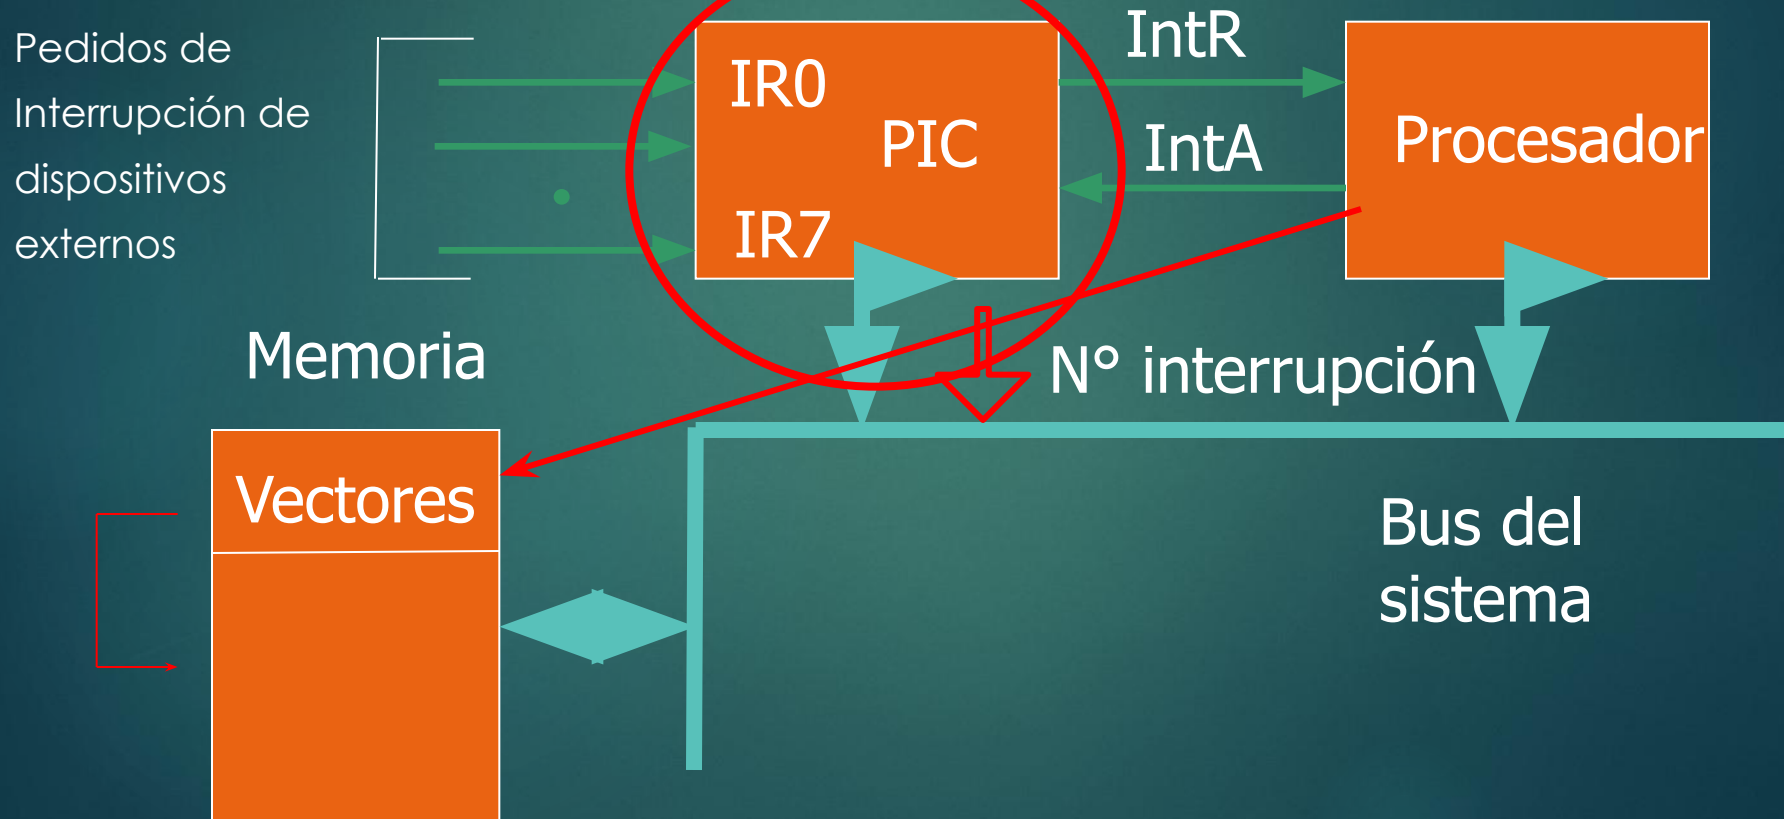 Pedidos de
Interrupción de
dispositivos
externos
IR0
PIC
IR7
IntR
IntA
Procesador
Memoria
N° interrupción
Vectores
Bus del
sistema